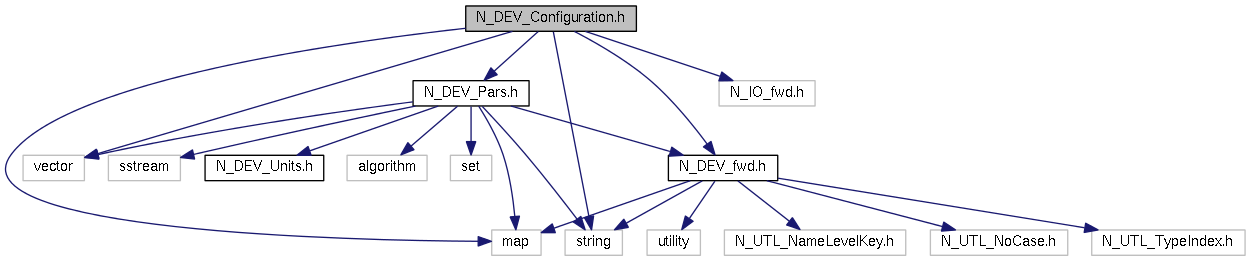 N_DEV_Configuration.h
N_DEV_Pars.h
N_IO_fwd.h
vector
sstream
N_DEV_Units.h
algorithm
set
N_DEV_fwd.h
map
string
utility
N_UTL_NameLevelKey.h
N_UTL_NoCase.h
N_UTL_TypeIndex.h